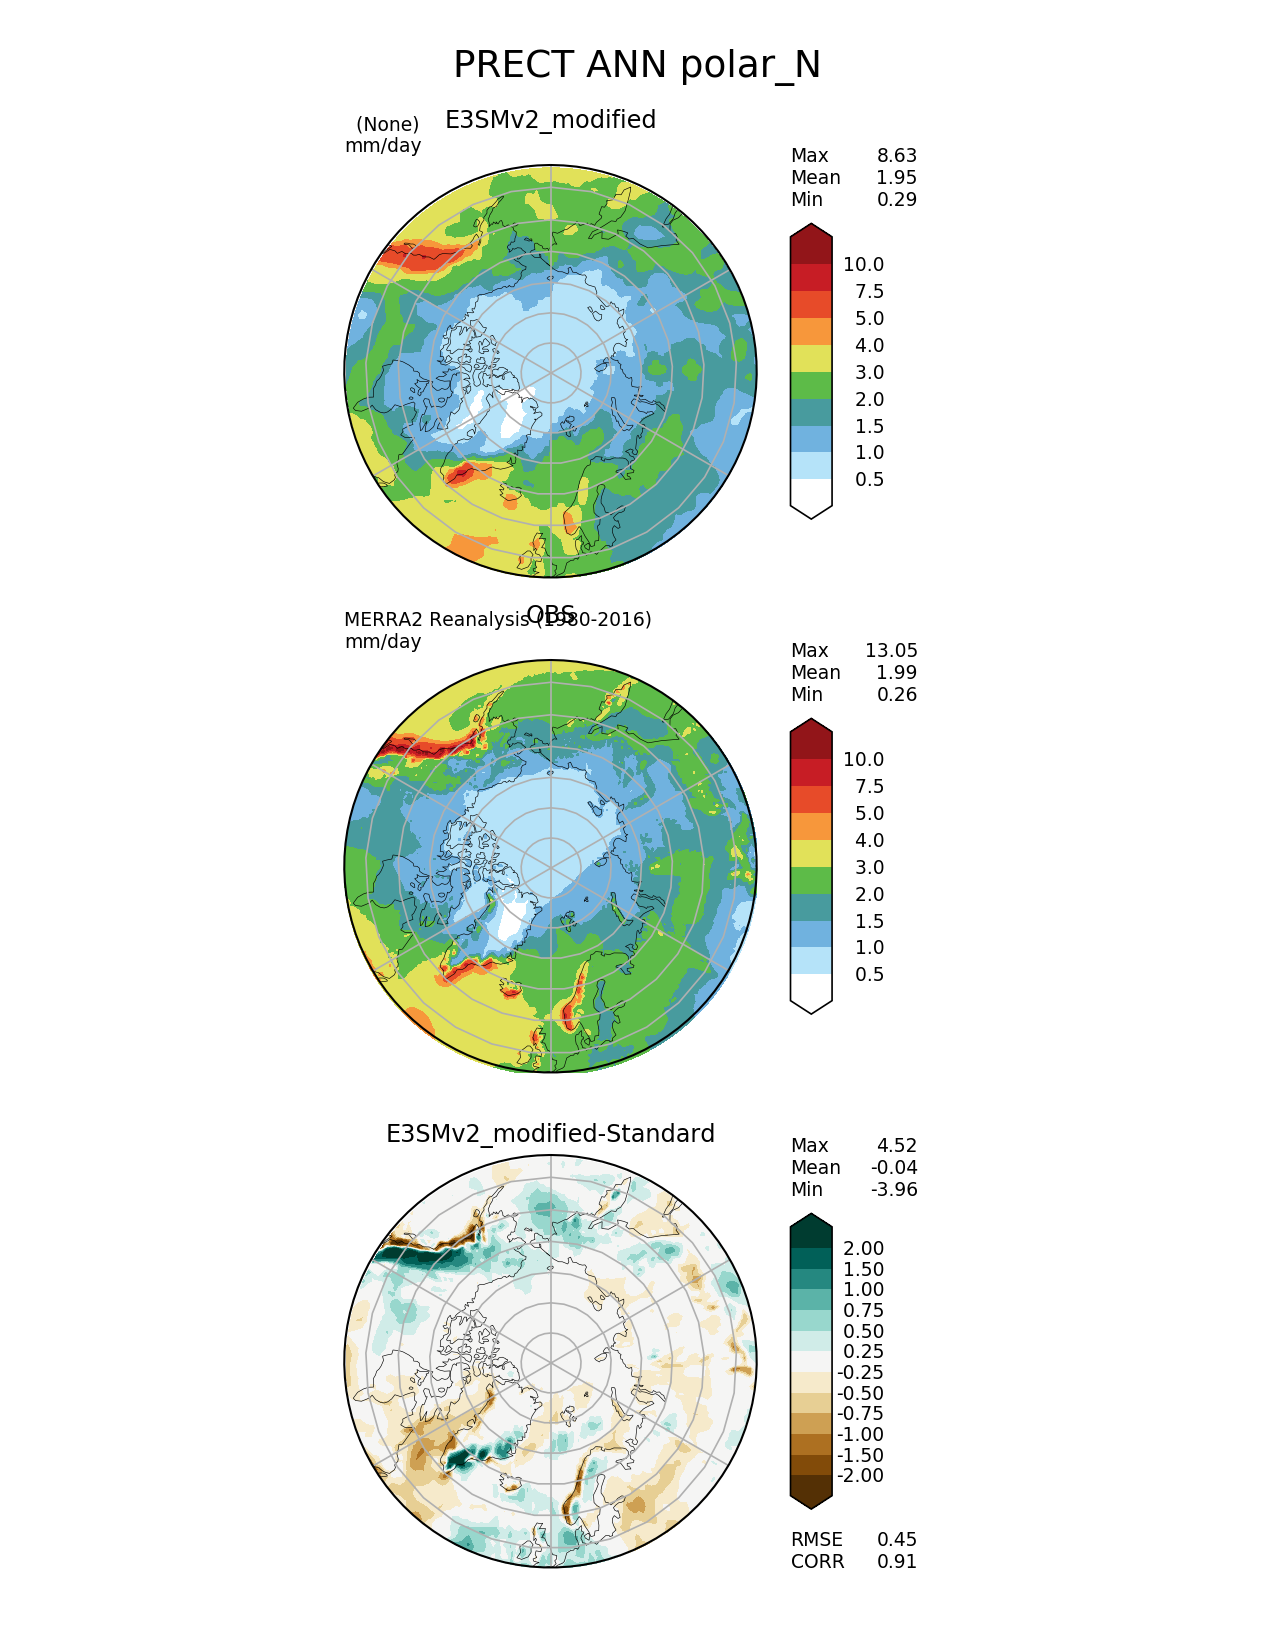 PRECT ANN polar_N
E3SMv2_modified
(None)
mm/day
Max 8.63
Mean 1.95
Min 0.29
10.0
7.5
5.0
4.0
3.0
2.0
1.5
1.0
0.5
OBS
MERRA2 Reanalysis (1980-2016)
mm/day
Max 13.05
Mean 1.99
Min 0.26
10.0
7.5
5.0
4.0
3.0
2.0
1.5
1.0
0.5
E3SMv2_modified-Standard
Max 4.52
Mean -0.04
Min -3.96
2.00
1.50
1.00
0.75
0.50
0.25
-0.25
-0.50
-0.75
-1.00
-1.50
-2.00
RMSE 0.45
CORR 0.91